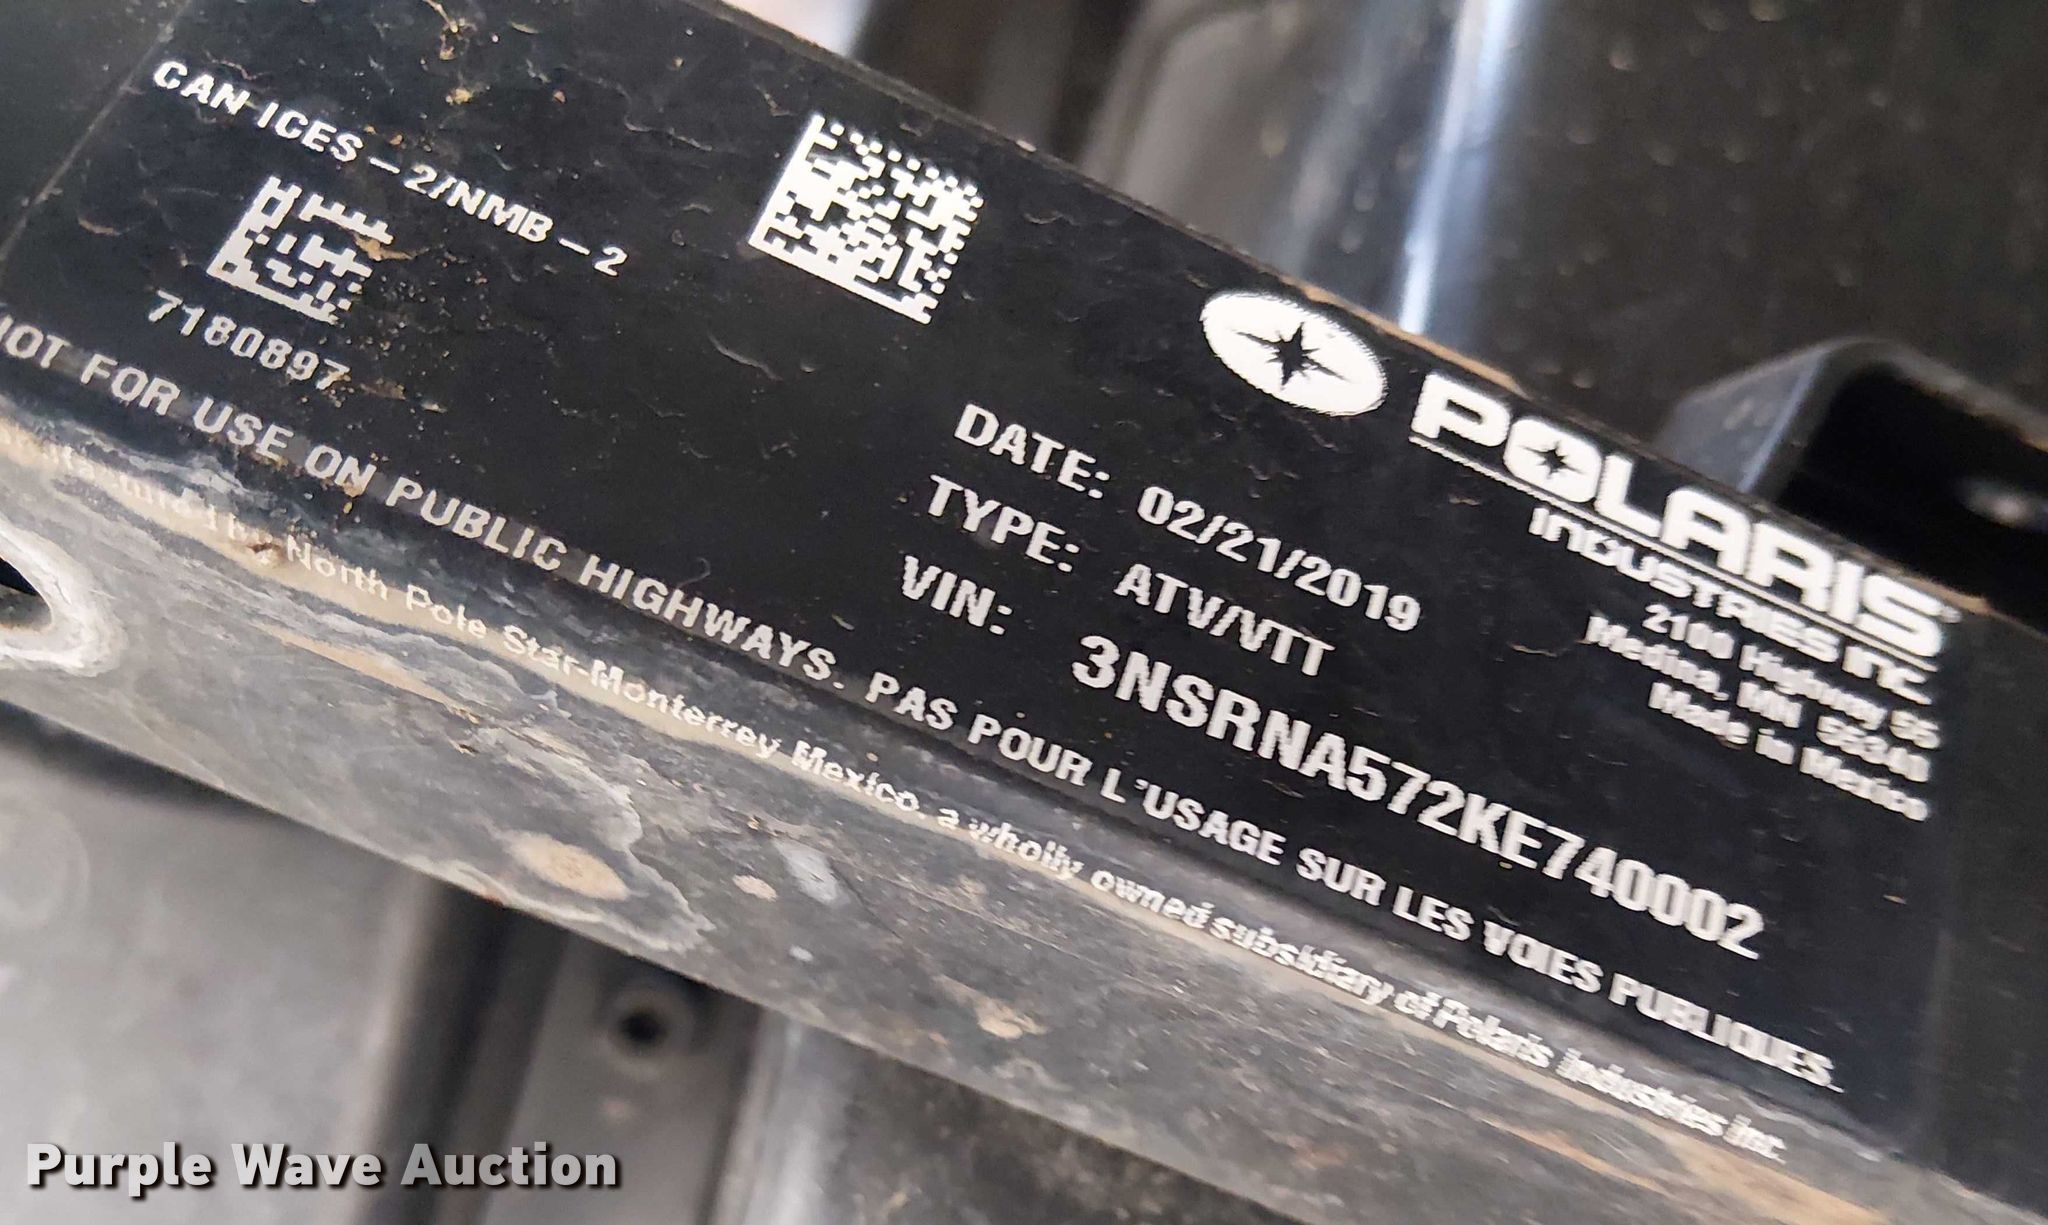 CAN ICES – 2/NMB – 2
7180897
POLARIS
INDUSTRIES INC.
2100 Highway 55
Medina, MN 55340
Made in Mexico
DATE: 02/21/2019
TYPE: ATV/VTT
VIN: 3NSRNA572KE740002
NOT FOR USE ON PUBLIC HIGHWAYS. PAS POUR L'USAGE SUR LES VOIES PUBLIQUES.
by North Pole Star-Monterrey Mexico, a wholly owned subsidiary of Polaris Industries Inc.
Purple Wave Auction